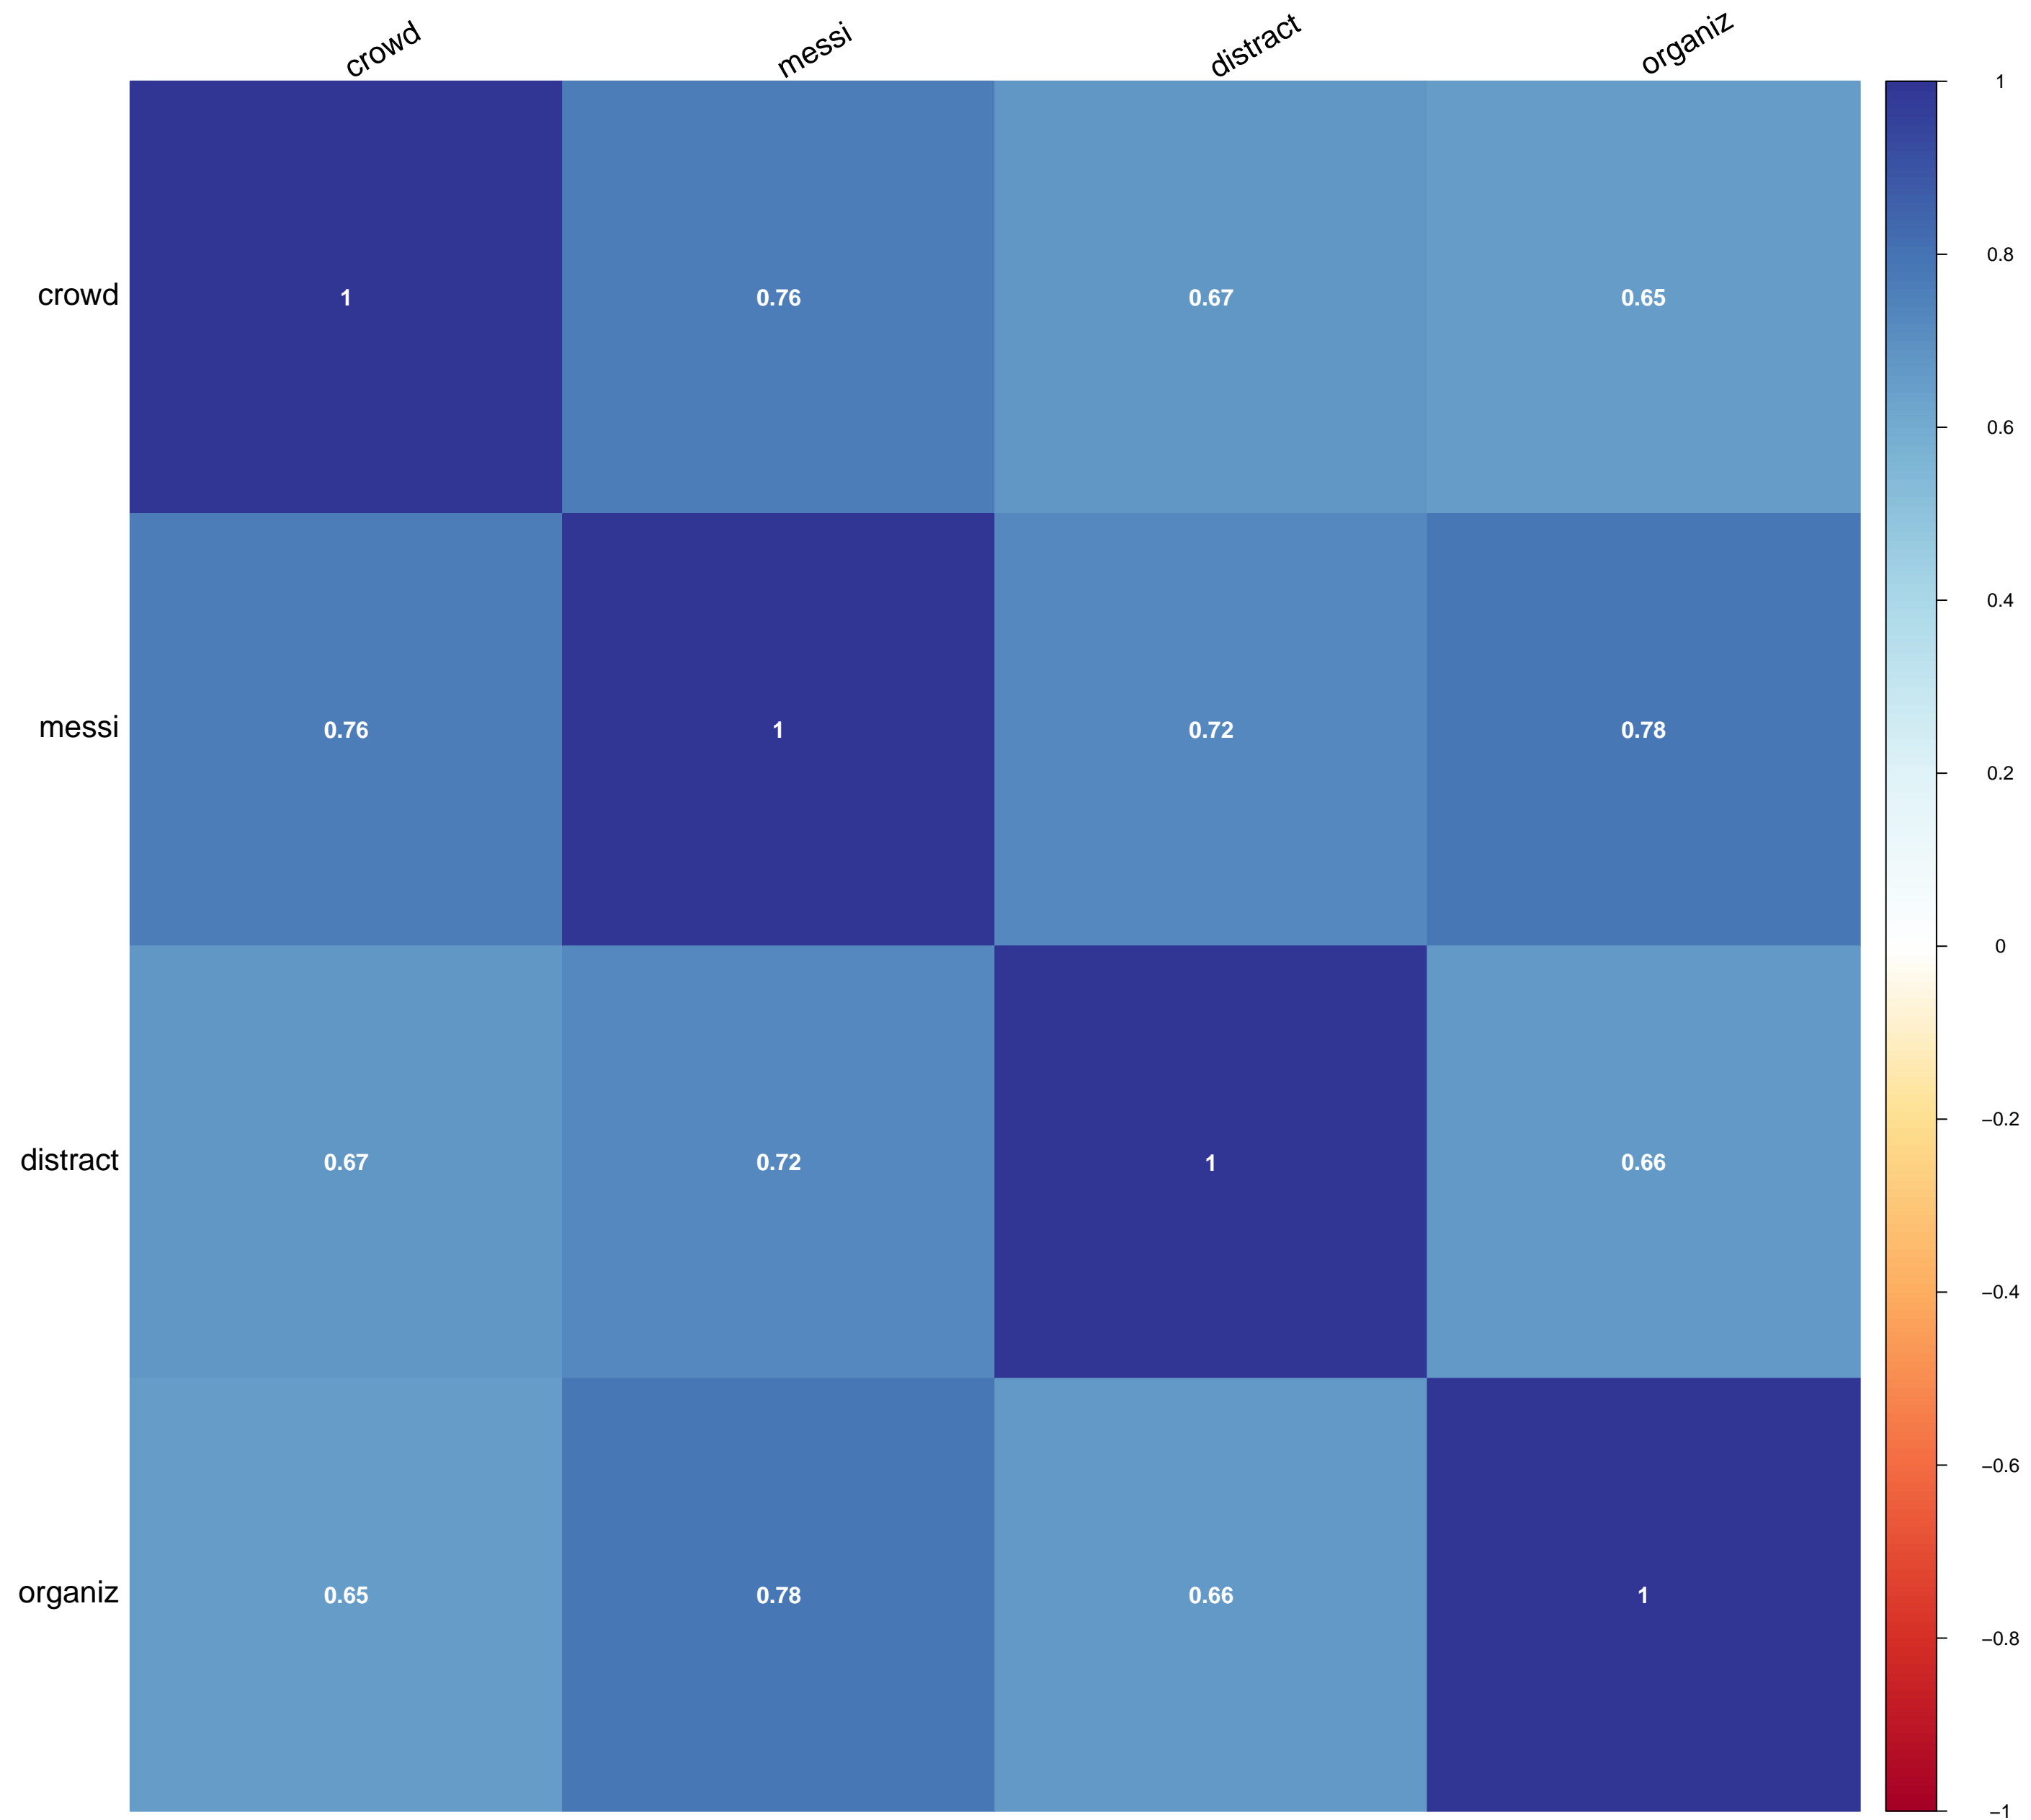 crowd messi distract organiz
crowd 1 0.76 0.67 0.65
messi 0.76 1 0.72 0.78
distract 0.67 0.72 1 0.66
organiz 0.65 0.78 0.66 1
1
0.8
0.6
0.4
0.2
0
−0.2
−0.4
−0.6
−0.8
−1